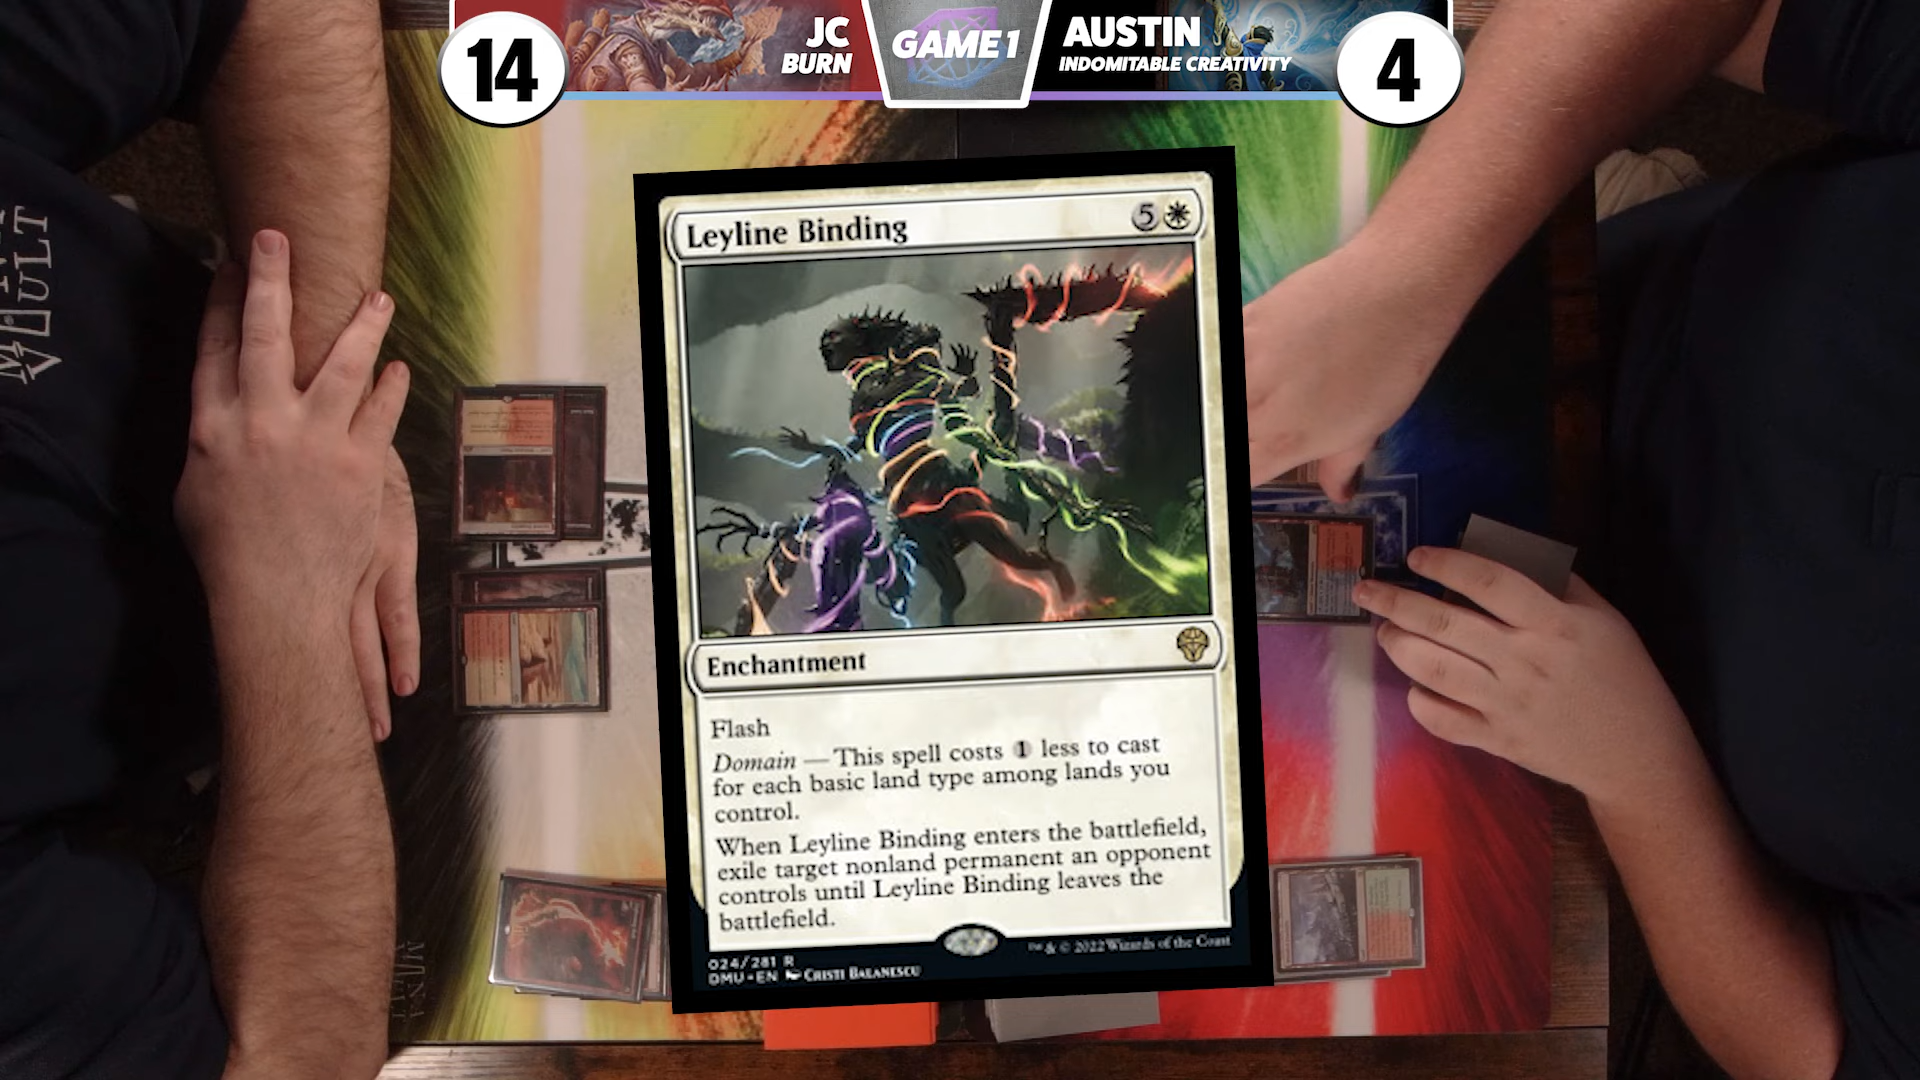 14
JC
BURN
GAME 1
AUSTIN
INDOMITABLE CREATIVITY
4
Leyline Binding
5
Enchantment
Flash
Domain — This spell costs 1 less to cast
for each basic land type among lands you
control.
When Leyline Binding enters the battlefield,
exile target nonland permanent an opponent
controls until Leyline Binding leaves the
battlefield.
024/281 R
DMU • EN CRISTI BALANESCU
™ & © 2022 Wizards of the Coast